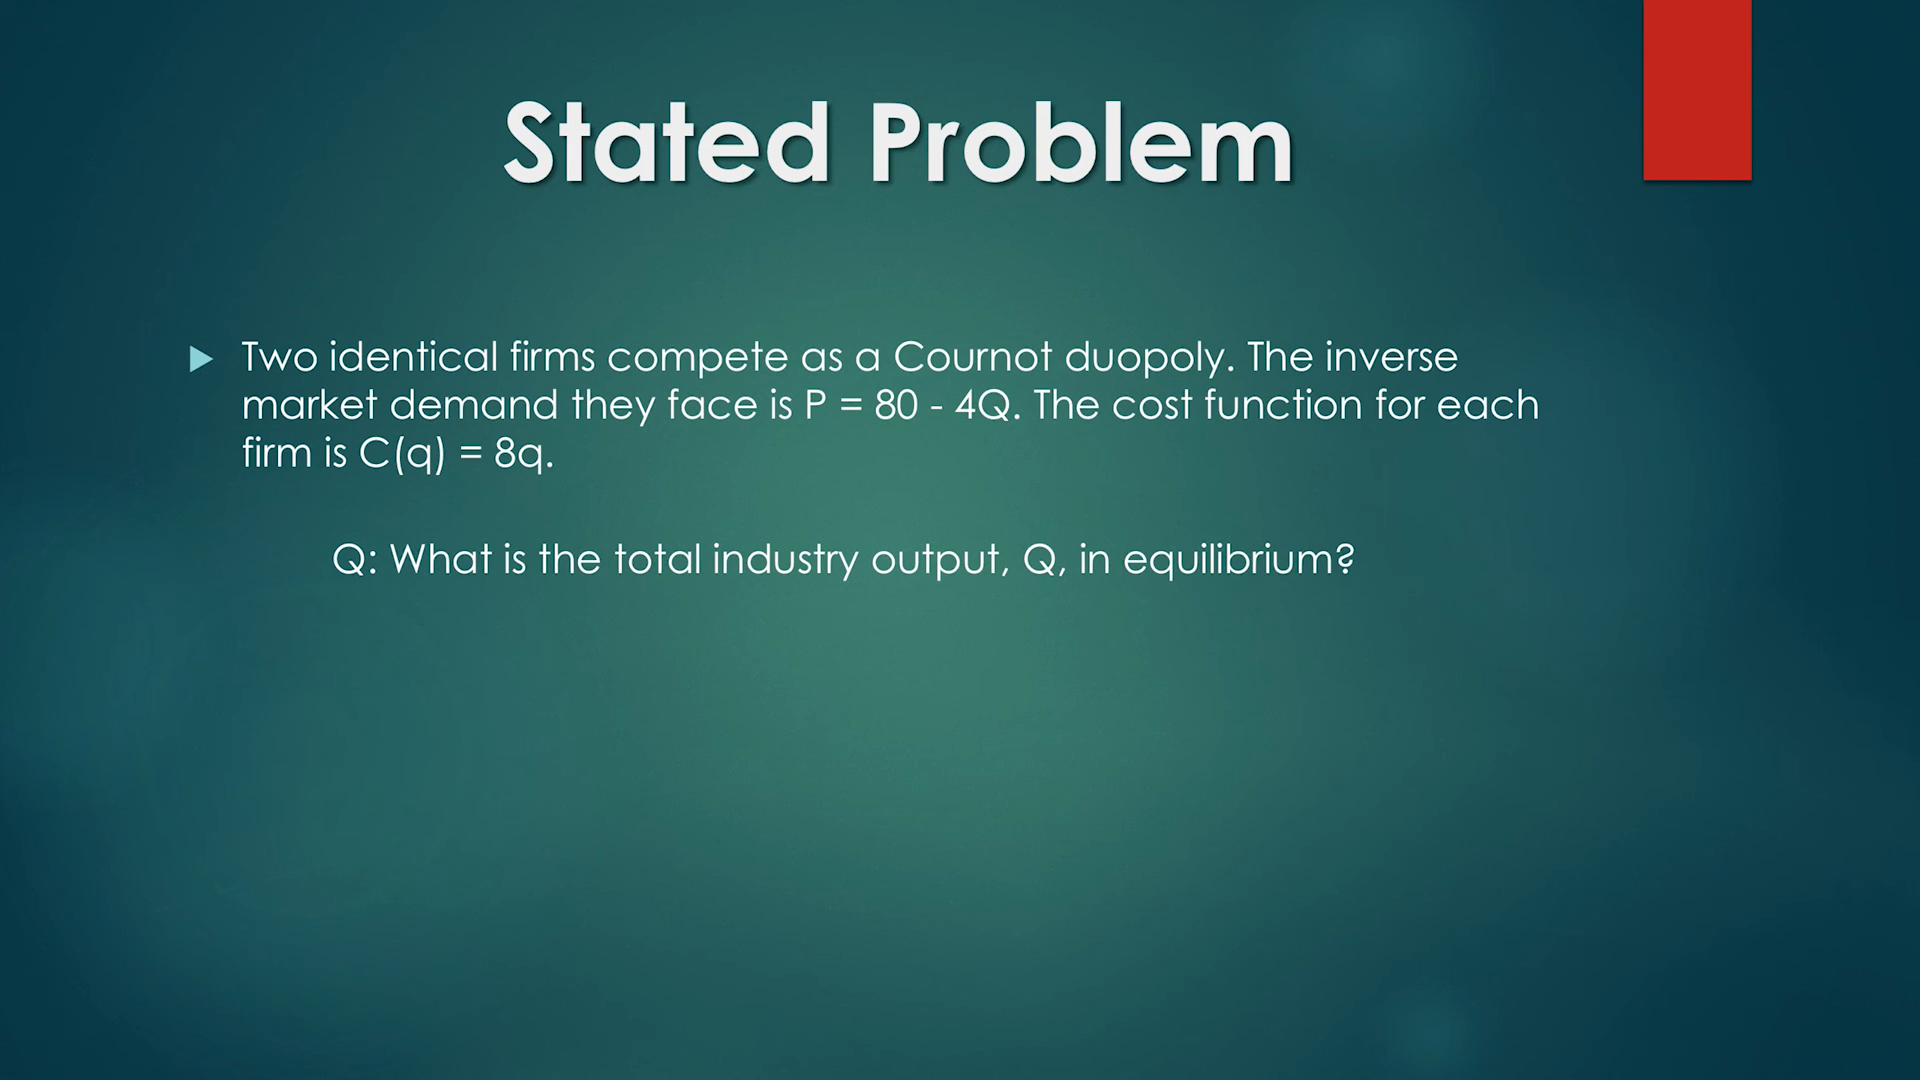 Stated Problem
Two identical firms compete as a Cournot duopoly. The inverse
market demand they face is P = 80 - 4Q. The cost function for each
firm is C(q) = 8q.
Q: What is the total industry output, Q, in equilibrium?